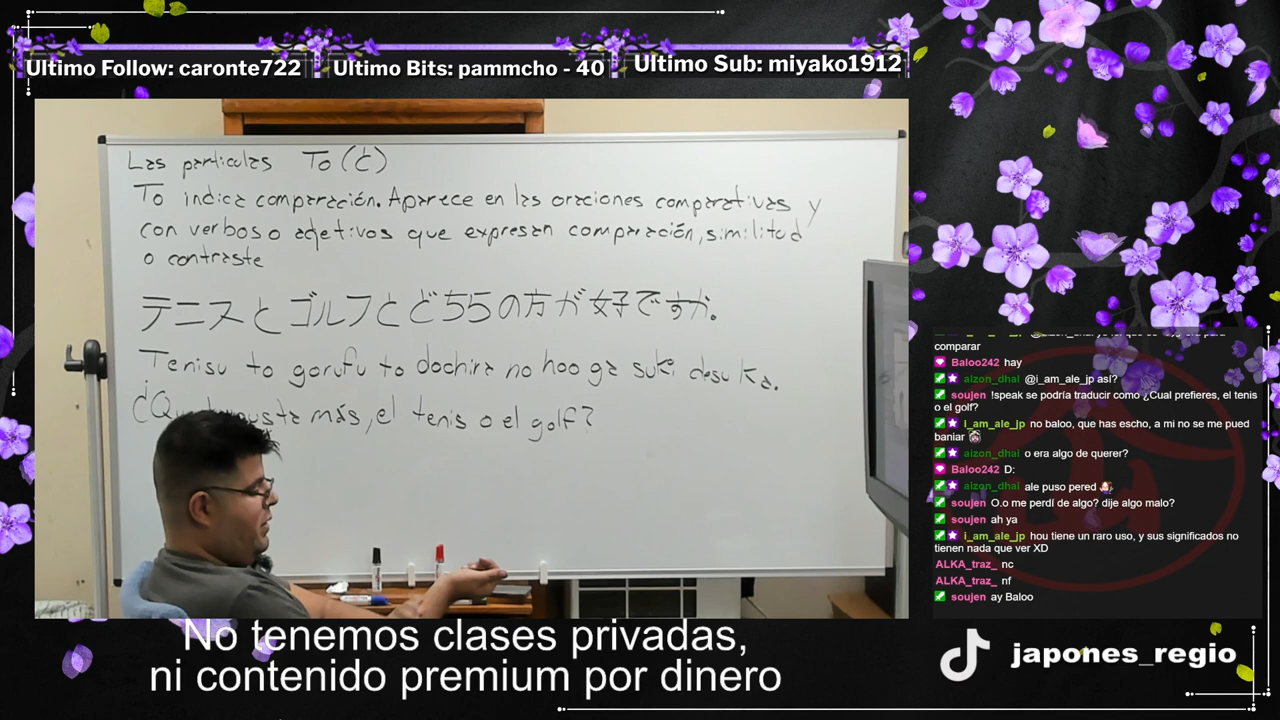 Ultimo Follow: caronte722
Ultimo Bits: pammcho - 40
Ultimo Sub: miyako1912
Las particulas To (と)
To indica comparación. Aparece en las oraciones comparativas y
con verbos o adjetivos que expresan comparación, similitud
o contraste
テニスとゴルフとどちらの方が好子ですか。
Tenisu to gorufu to dochira no hoo ga suki desu ka.
más, el tenis o el golf?
comparar
Baloo242 hay
aizon_dhai @i_am_ale_jp así?
soujen !speak se podría traducir como ¿Cual prefieres, el tenis
o el golf?
i_am_ale_jp no baloo, que has escho, a mi no se me pued
baniar
aizon_dhai o era algo de querer?
Baloo242 D:
aizon_dhai ale puso pered
soujen O.o me perdí de algo? dije algo malo?
soujen ah ya
i_am_ale_jp hou tiene un raro uso, y sus significados no
tienen nada que ver XD
ALKA_traz_ nc
ALKA_traz_ nf
soujen ay Baloo
No tenemos clases privadas,
ni contenido premium por dinero
japones_regio